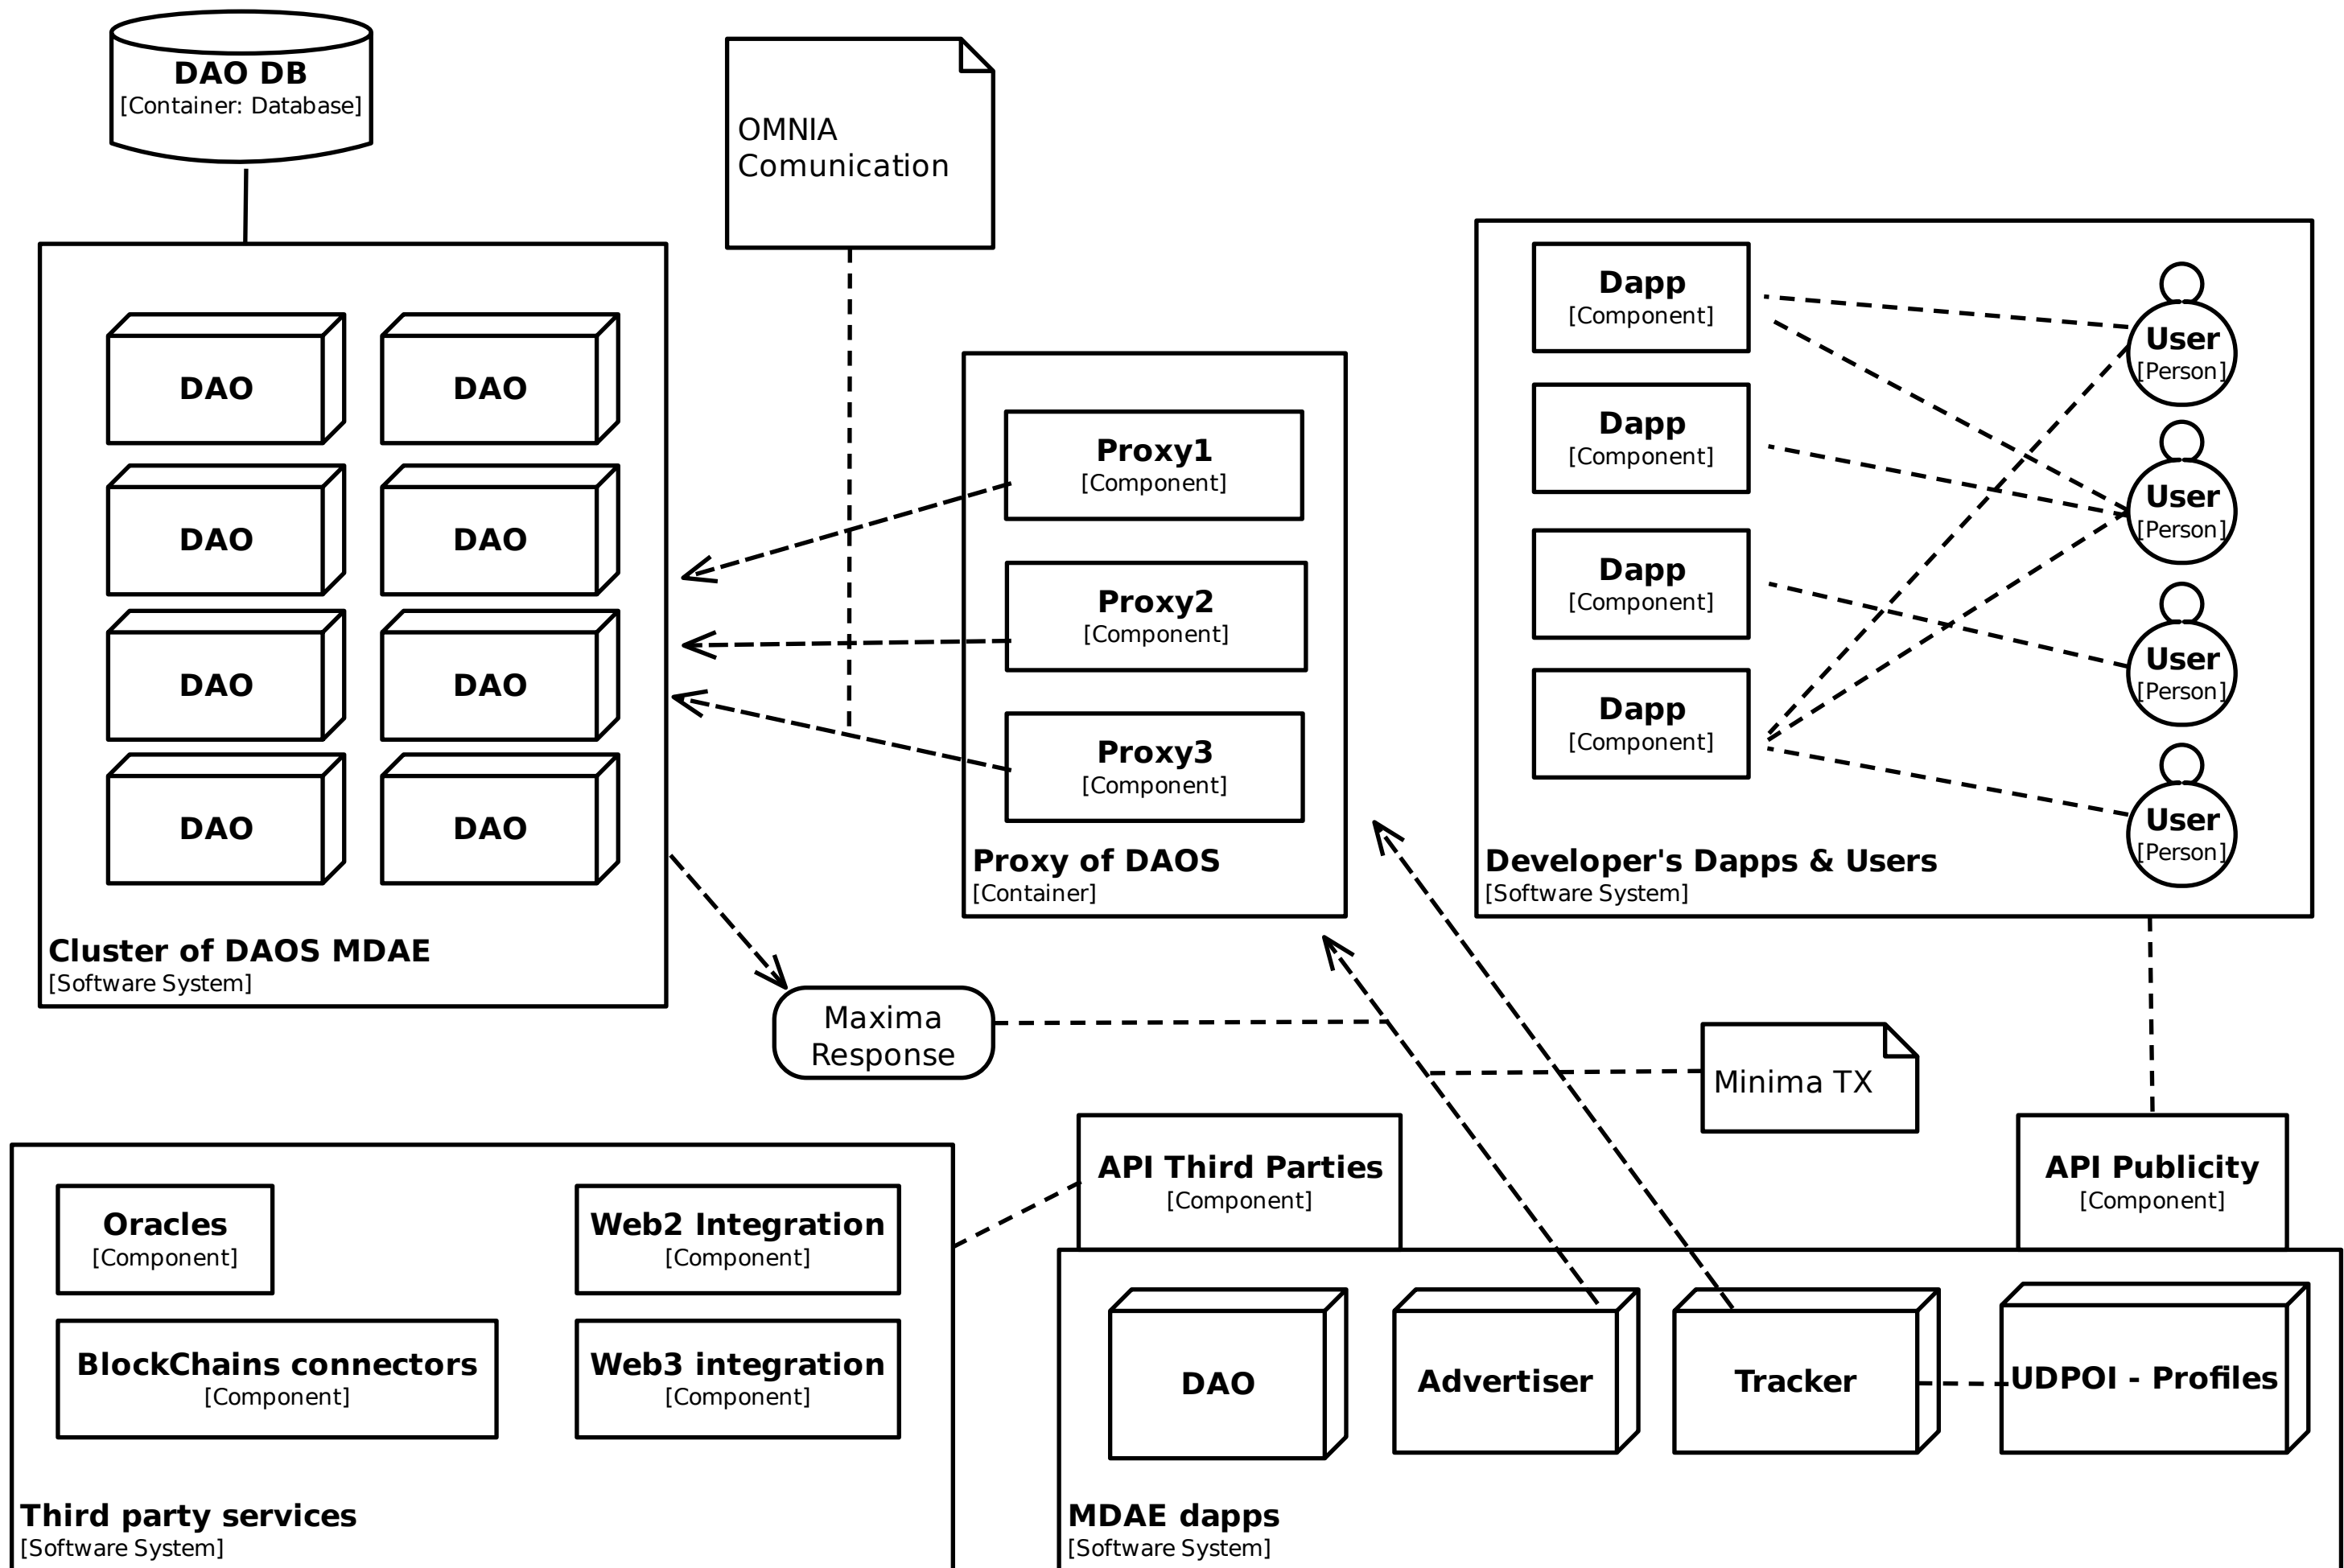 DAO DB
[Container: Database]
OMNIA
Comunication
DAO
DAO
DAO
DAO
DAO
DAO
DAO
DAO
Cluster of DAOS MDAE
[Software System]
Proxy1
[Component]
Proxy2
[Component]
Proxy3
[Component]
Proxy of DAOS
[Container]
Dapp
[Component]
Dapp
[Component]
Dapp
[Component]
Dapp
[Component]
User
[Person]
User
[Person]
User
[Person]
User
[Person]
Developer's Dapps & Users
[Software System]
Maxima
Response
Minima TX
API Third Parties
[Component]
API Publicity
[Component]
Oracles
[Component]
Web2 Integration
[Component]
BlockChains connectors
[Component]
Web3 integration
[Component]
Third party services
[Software System]
DAO
Advertiser
Tracker
UDPOI - Profiles
MDAE dapps
[Software System]